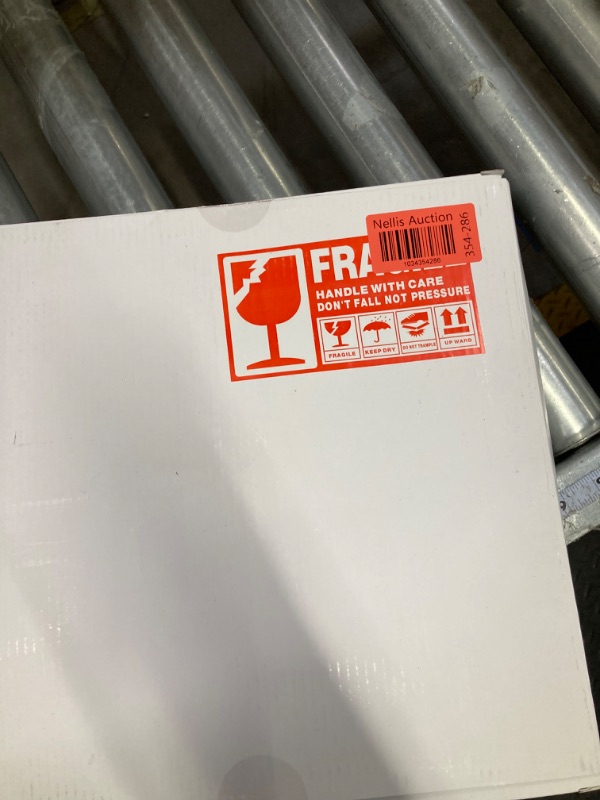 Nellis Auction
1034354286
354-286
HANDLE WITH CARE
DON'T FALL NOT PRESSURE
FRAGILE
KEEP DRY
DO NOT TRAMPLE
UP WARD